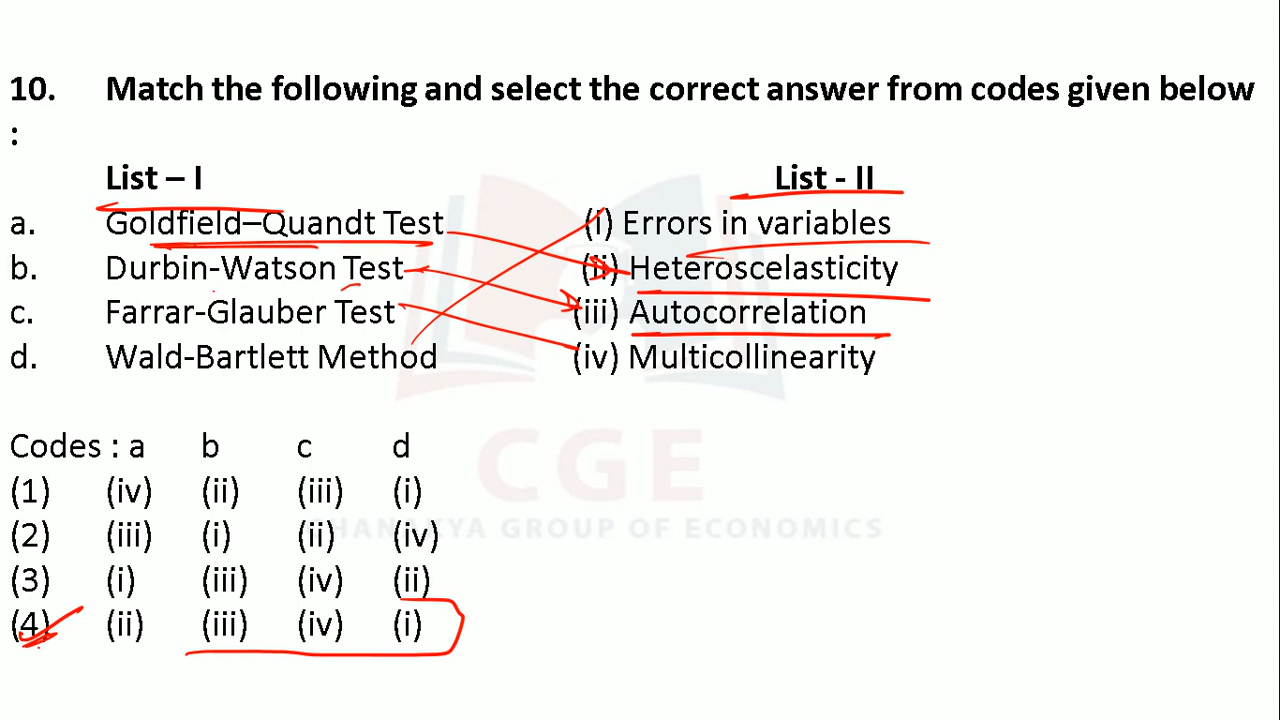 10. Match the following and select the correct answer from codes given below
:
List – I List - II
a. Goldfield–Quandt Test (i) Errors in variables
b. Durbin-Watson Test (ii) Heteroscelasticity
c. Farrar-Glauber Test (iii) Autocorrelation
d. Wald-Bartlett Method (iv) Multicollinearity
Codes : a b c d
(1) (iv) (ii) (iii) (i)
(2) (iii) (i) (ii) (iv)
(3) (i) (iii) (iv) (ii)
(4) (ii) (iii) (iv) (i)
CGE
HANAKYA GROUP OF ECONOMICS